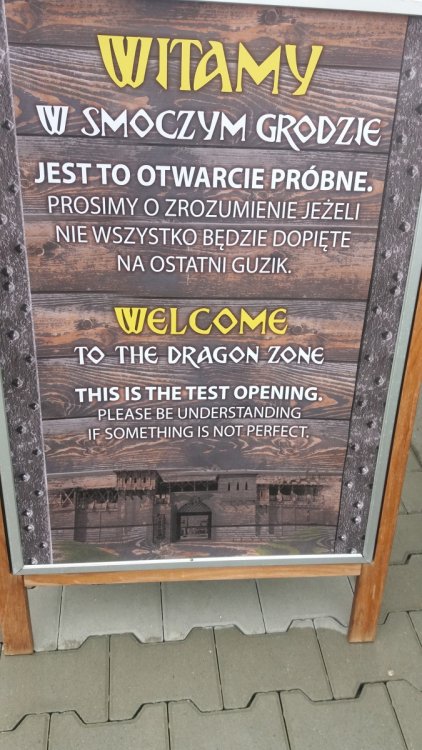 WITAMY
W SMOCZYM GRODZIE
JEST TO OTWARCIE PRÓBNE.
PROSIMY O ZROZUMIENIE JEŻELI
NIE WSZYSTKO BĘDZIE DOPIĘTE
NA OSTATNI GUZIK.
WELCOME
TO THE DRAGON ZONE
THIS IS THE TEST OPENING.
PLEASE BE UNDERSTANDING
IF SOMETHING IS NOT PERFECT.